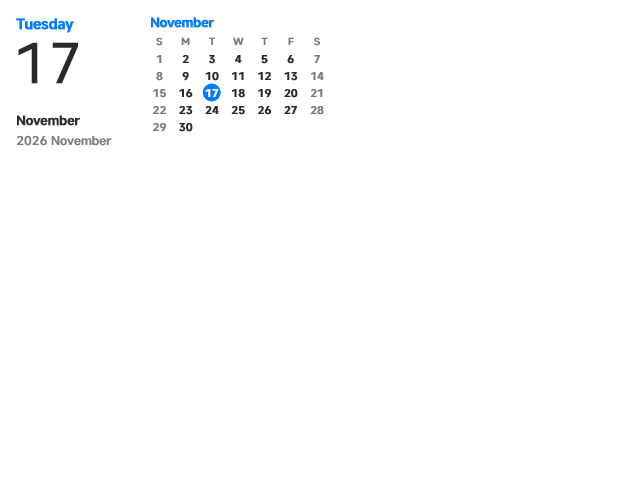 Tuesday
17
November
2026 November
November
S M T W T F S
1 2 3 4 5 6 7
8 9 10 11 12 13 14
15 16 17 18 19 20 21
22 23 24 25 26 27 28
29 30